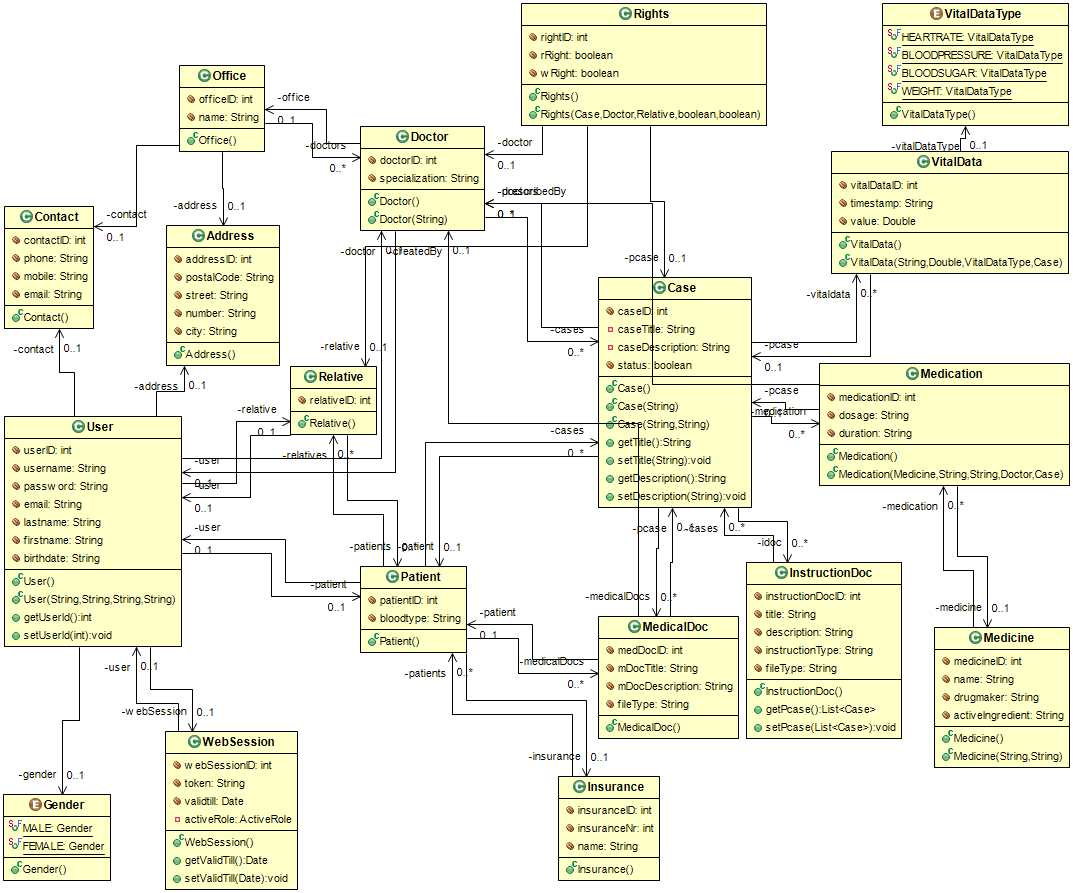 Rights
rightID: int
rRight: boolean
wRight: boolean
Rights()
Rights(Case,Doctor,Relative,boolean,boolean)
VitalDataType
HEARTRATE: VitalDataType
BLOODPRESSURE: VitalDataType
BLOODSUGAR: VitalDataType
WEIGHT: VitalDataType
VitalDataType()
Office
officeID: int
name: String
Office()
-office
0..1
-doctors
0..*
Doctor
doctorID: int
specialization: String
Doctor()
Doctor(String)
-doctor
0..1
-vitalDataType
0..1
VitalData
vitalDataID: int
timestamp: String
value: Double
VitalData()
VitalData(String,Double,VitalDataType,Case)
-contact
0..1
-address
0..1
Contact
contactID: int
phone: String
mobile: String
email: String
Contact()
Address
addressID: int
postalCode: String
street: String
number: String
city: String
Address()
-doctor
0..1
-createdBy
0..1
-pcase
0..1
Case
caseID: int
caseTitle: String
caseDescription: String
status: boolean
Case()
Case(String)
Case(String,String)
getTitle():String
setTitle(String):void
getDescription():String
setDescription(String):void
-vitaldata
0..*
-pcase
0..1
-cases
0..*
-contact
0..1
-address
0..1
-relative
0..1
Relative
relativeID: int
Relative()
Medication
medicationID: int
dosage: String
duration: String
Medication()
Medication(Medicine,String,String,Doctor,Case)
-pcase
-medication
0..*
User
userID: int
username: String
password: String
email: String
lastname: String
firstname: String
birthdate: String
User()
User(String,String,String,String)
getUserId():int
setUserId(int):void
-relative
0..1
-relatives
0..*
-cases
0..*
-user
0..1
-user
0..1
-user
0..1
-medication
0..*
-pcase
-cases
0..*
-idoc
0..*
-patients
-patient
0..1
Patient
patientID: int
bloodtype: String
Patient()
-patient
0..1
InstructionDoc
instructionDocID: int
title: String
description: String
instructionType: String
fileType: String
InstructionDoc()
getPcase():List<Case>
setPcase(List<Case>):void
-medicalDocs
0..*
MedicalDoc
medDocID: int
mDocTitle: String
mDocDescription: String
fileType: String
MedicalDoc()
-patient
0..1
-medicalDocs
0..*
-medicine
0..1
Medicine
medicineID: int
name: String
drugmaker: String
activeIngredient: String
Medicine()
Medicine(String,String)
-user
0..1
-webSession
0..1
-patients
0..*
WebSession
webSessionID: int
token: String
validtill: Date
activeRole: ActiveRole
WebSession()
getValidTill():Date
setValidTill(Date):void
-gender
0..1
Gender
MALE: Gender
FEMALE: Gender
Gender()
-insurance
0..1
Insurance
insuranceID: int
insuranceNr: int
name: String
Insurance()